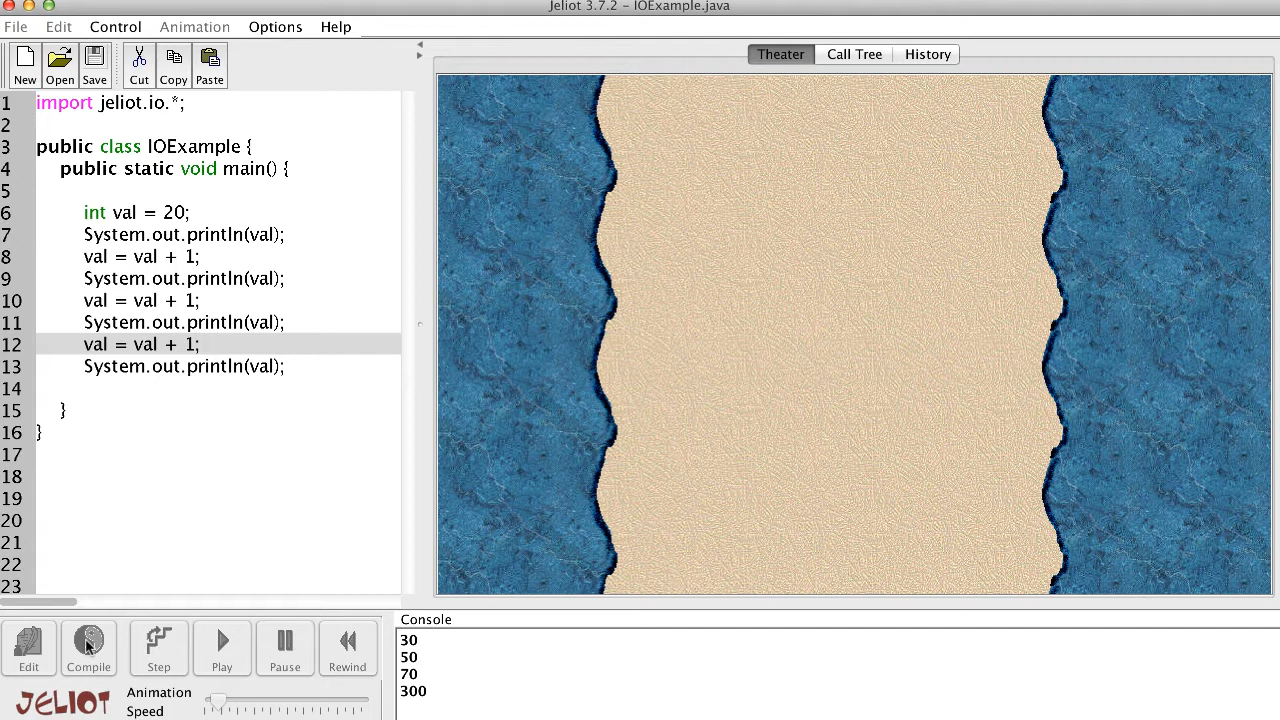 Jeliot 3.7.2 – IOExample.java
File Edit Control Animation Options Help
New Open Save Cut Copy Paste
Theater Call Tree History
1 import jeliot.io.*;
2
3 public class IOExample {
4 public static void main() {
5
6 int val = 20;
7 System.out.println(val);
8 val = val + 1;
9 System.out.println(val);
10 val = val + 1;
11 System.out.println(val);
12 val = val + 1;
13 System.out.println(val);
14
15 }
16 }
17
18
19
20
21
22
23
Edit Compile Step Play Pause Rewind
JELIOT
Animation
Speed
Console
30
50
70
300